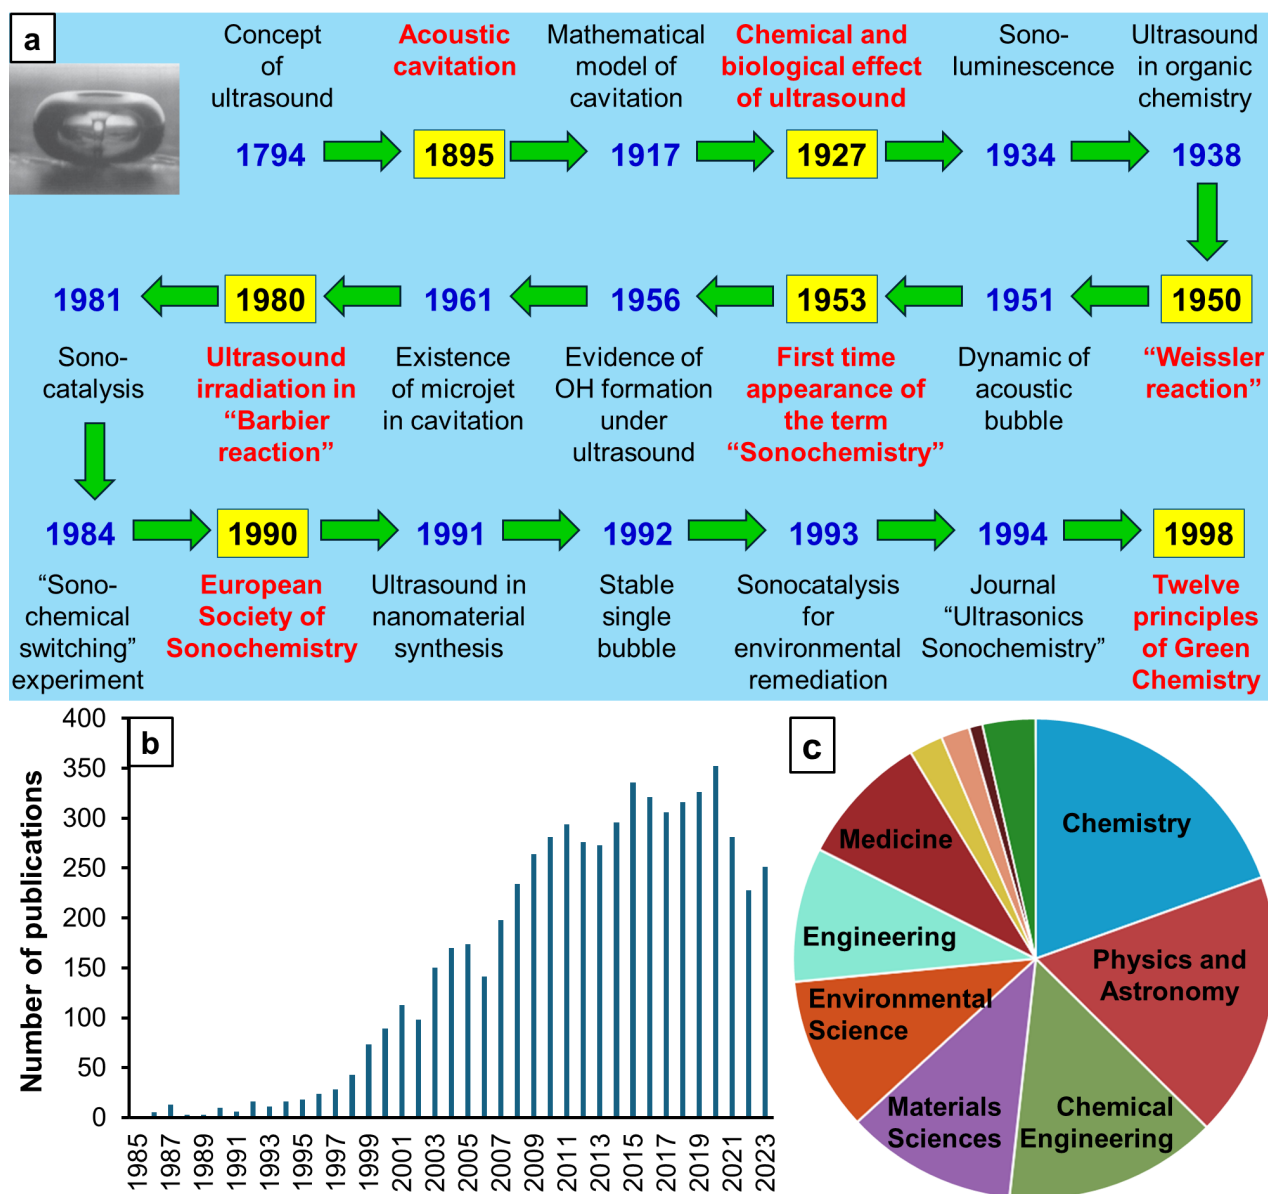 a
Concept
of
ultrasound
Acoustic
cavitation
Mathematical
model of
cavitation
Chemical and
biological effect
of ultrasound
Sono-
luminescence
Ultrasound
in organic
chemistry
1794
1895
1917
1927
1934
1938
1981
1980
1961
1956
1953
1951
1950
Sono-
catalysis
Ultrasound
irradiation in
“Barbier
reaction”
Existence
of microjet
in cavitation
Evidence of
OH formation
under
ultrasound
First time
appearance of
the term
“Sonochemistry”
Dynamic of
acoustic
bubble
“Weissler
reaction”
1984
1990
1991
1992
1993
1994
1998
“Sono-
chemical
switching”
experiment
European
Society of
Sonochemistry
Ultrasound in
nanomaterial
synthesis
Stable
single
bubble
Sonocatalysis
for
environmental
remediation
Journal
“Ultrasonics
Sonochemistry”
Twelve
principles
of Green
Chemistry
b
Number of publications
400
350
300
250
200
150
100
50
0
1985
1987
1989
1991
1993
1995
1997
1999
2001
2003
2005
2007
2009
2011
2013
2015
2017
2019
2021
2023
c
Chemistry
Physics and
Astronomy
Chemical
Engineering
Materials
Sciences
Environmental
Science
Engineering
Medicine